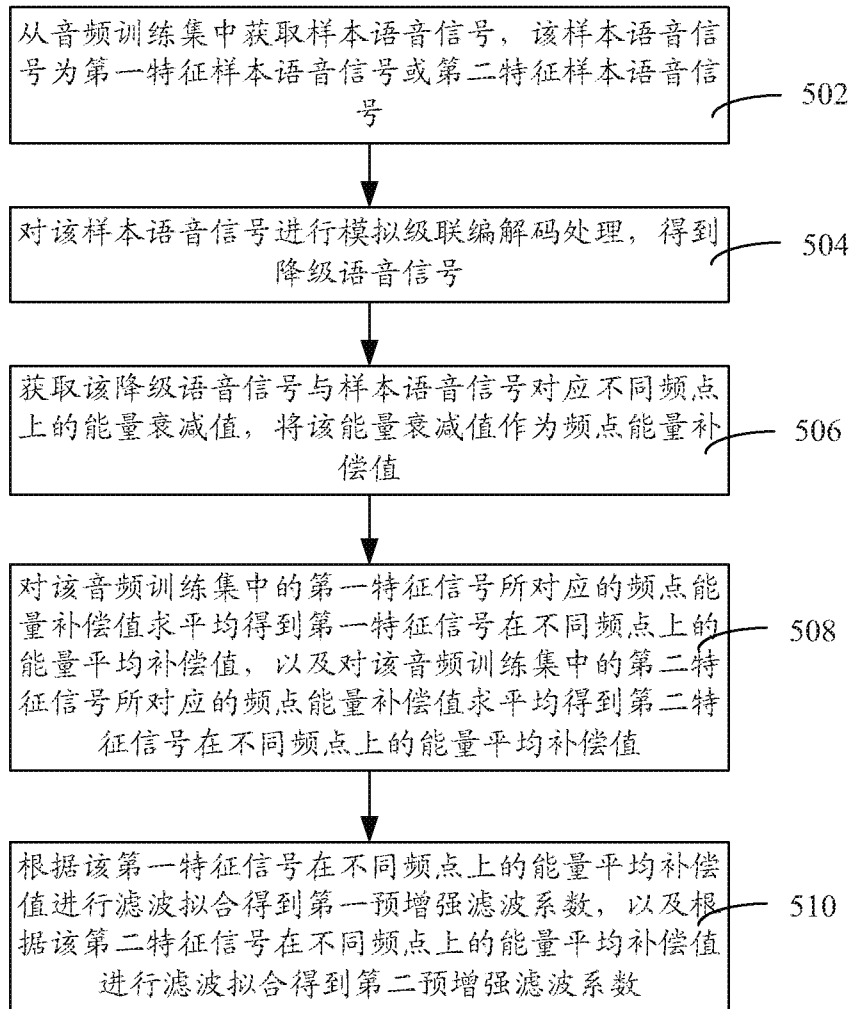 从音频训练集中获取样本语音信号，该样本语音信
号为第一特征样本语音信号或第二特征样本语音信
号
502
对该样本语音信号进行模拟级联编解码处理，得到
降级语音信号
504
获取该降级语音信号与样本语音信号对应不同频点
上的能量衰减值，将该能量衰减值作为频点能量补
偿值
506
对该音频训练集中的第一特征信号所对应的频点能
量补偿值求平均得到第一特征信号在不同频点上的
能量平均补偿值，以及对该音频训练集中的第二特
征信号所对应的频点能量补偿值求平均得到第二特
征信号在不同频点上的能量平均补偿值
508
根据该第一特征信号在不同频点上的能量平均补偿
值进行滤波拟合得到第一预增强滤波系数，以及根
据该第二特征信号在不同频点上的能量平均补偿值
进行滤波拟合得到第二预增强滤波系数
510